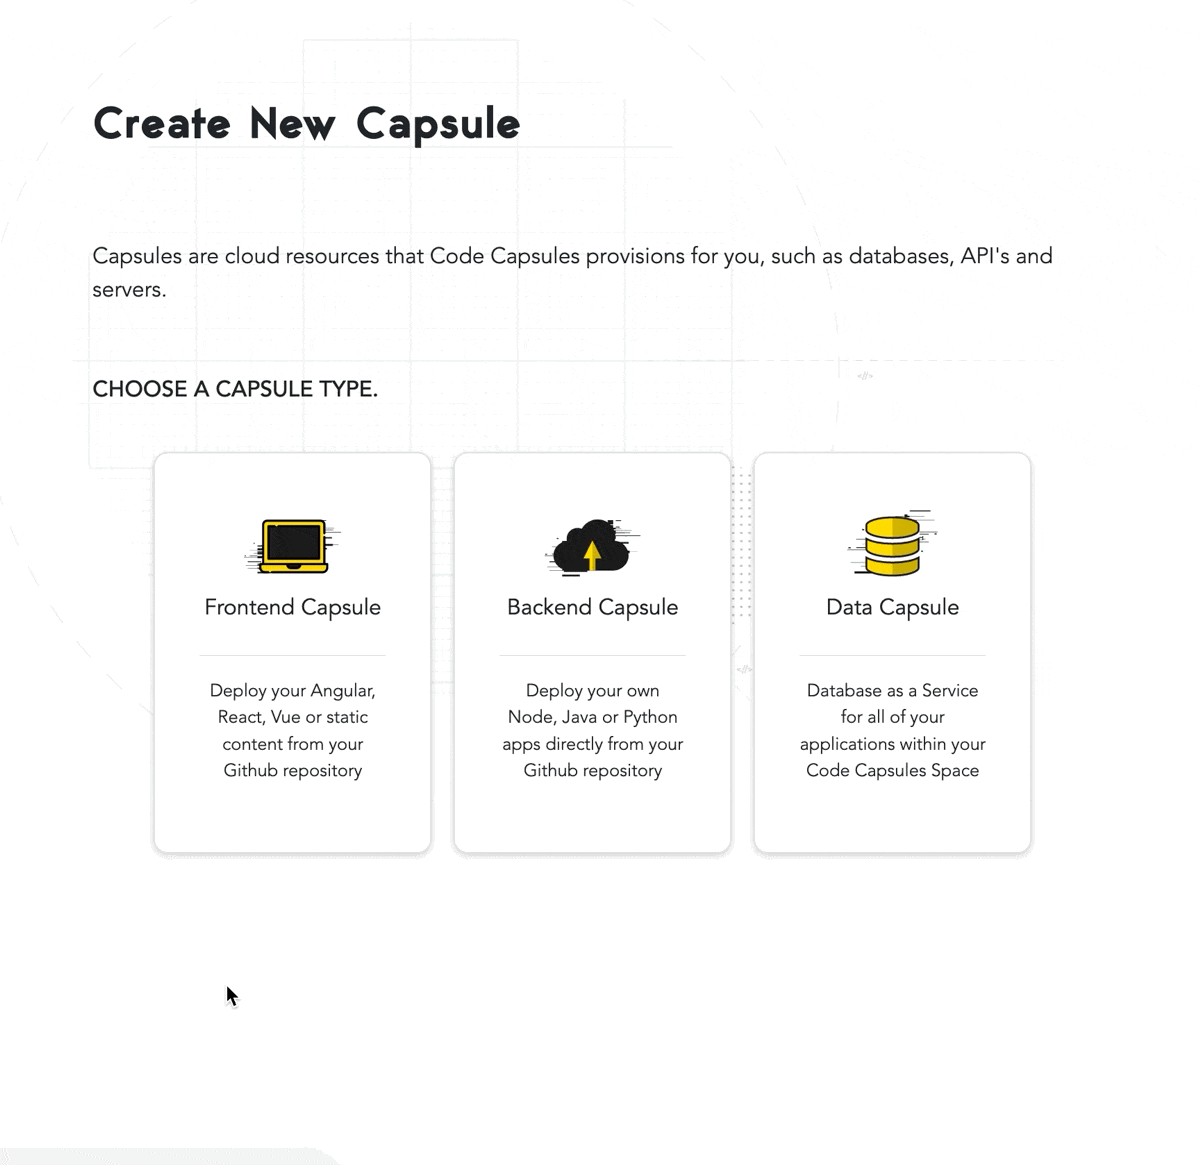 Create New Capsule
Capsules are cloud resources that Code Capsules provisions for you, such as databases, API's and
servers.
CHOOSE A CAPSULE TYPE.
Frontend Capsule
Deploy your Angular,
React, Vue or static
content from your
Github repository
Backend Capsule
Deploy your own
Node, Java or Python
apps directly from your
Github repository
Data Capsule
Database as a Service
for all of your
applications within your
Code Capsules Space